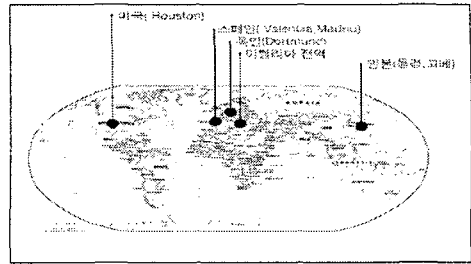 미국( Houston)
스페인( Valencia, Madrid)
독일(Dortmund)
이탈리아 전역
일본(동경, 고베)